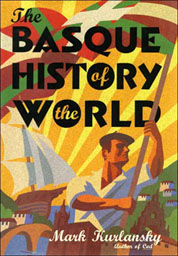 The
BASQUE
HISTORY of
the WORLD
Mark Kurlansky
Author of Cod